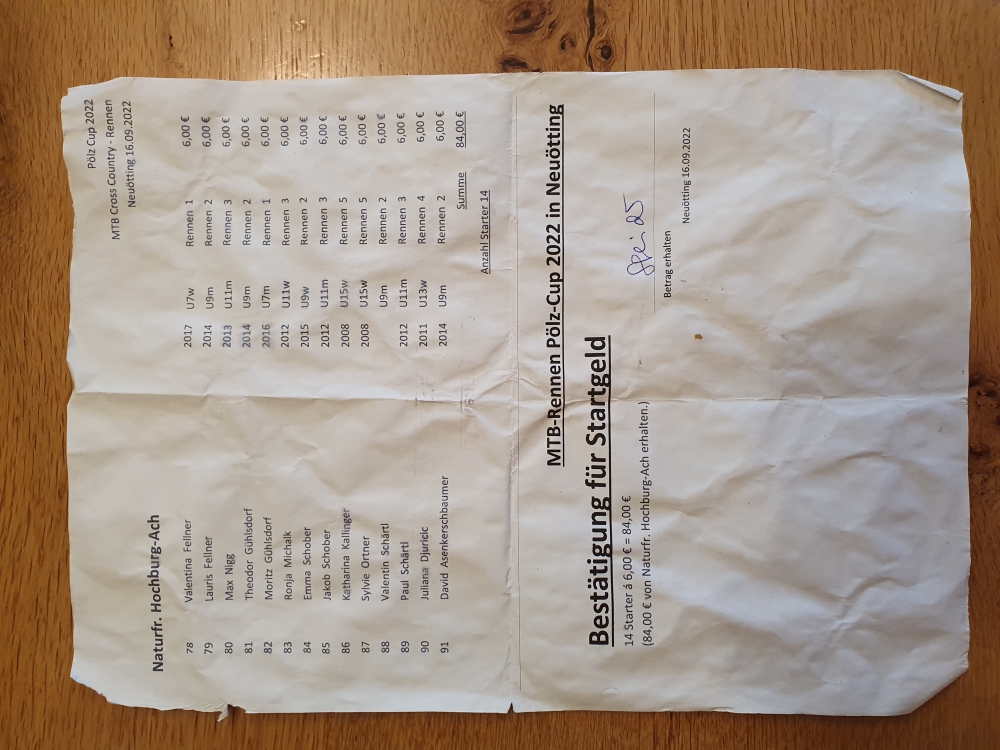 Pölz Cup 2022
MTB Cross Country - Rennen
Neuötting 16.09.2022
Naturfr. Hochburg-Ach
78 Valentina Fellner 2017 U7w Rennen 1 6,00 €
79 Lauris Fellner 2014 U9m Rennen 2 6,00 €
80 Max Nigg 2013 U11m Rennen 3 6,00 €
81 Theodor Gühlsdorf 2014 U9m Rennen 2 6,00 €
82 Moritz Gühlsdorf 2016 U7m Rennen 1 6,00 €
83 Ronja Michalk 2012 U11w Rennen 3 6,00 €
84 Emma Schober 2015 U9w Rennen 2 6,00 €
85 Jakob Schober 2012 U11m Rennen 3 6,00 €
86 Katharina Kallinger 2008 U15w Rennen 5 6,00 €
87 Sylvie Ortner 2008 U15w Rennen 5 6,00 €
88 Valentin Schärtl U9m Rennen 2 6,00 €
89 Paul Schärtl 2012 U11m Rennen 3 6,00 €
90 Juliana Djuricic 2011 U13w Rennen 4 6,00 €
91 David Asenkerschbaumer 2014 U9m Rennen 2 6,00 €
Summe 84,00 €
Anzahl Starter 14
MTB-Rennen Pölz-Cup 2022 in Neuötting
Bestätigung für Startgeld
14 Starter á 6,00 € = 84,00 €
(84,00 € von Naturfr. Hochburg-Ach erhalten.)
Betrag erhalten
Neuötting 16.09.2022